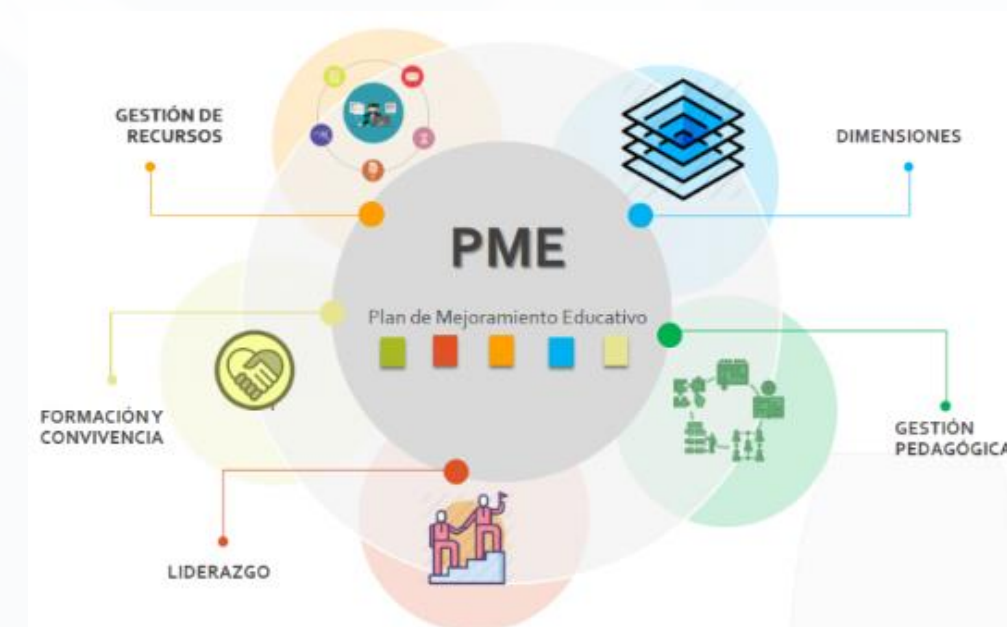 GESTIÓN DE
RECURSOS
DIMENSIONES
PME
Plan de Mejoramiento Educativo
FORMACIÓN Y
CONVIVENCIA
GESTIÓN
PEDAGÓGICA
LIDERAZGO